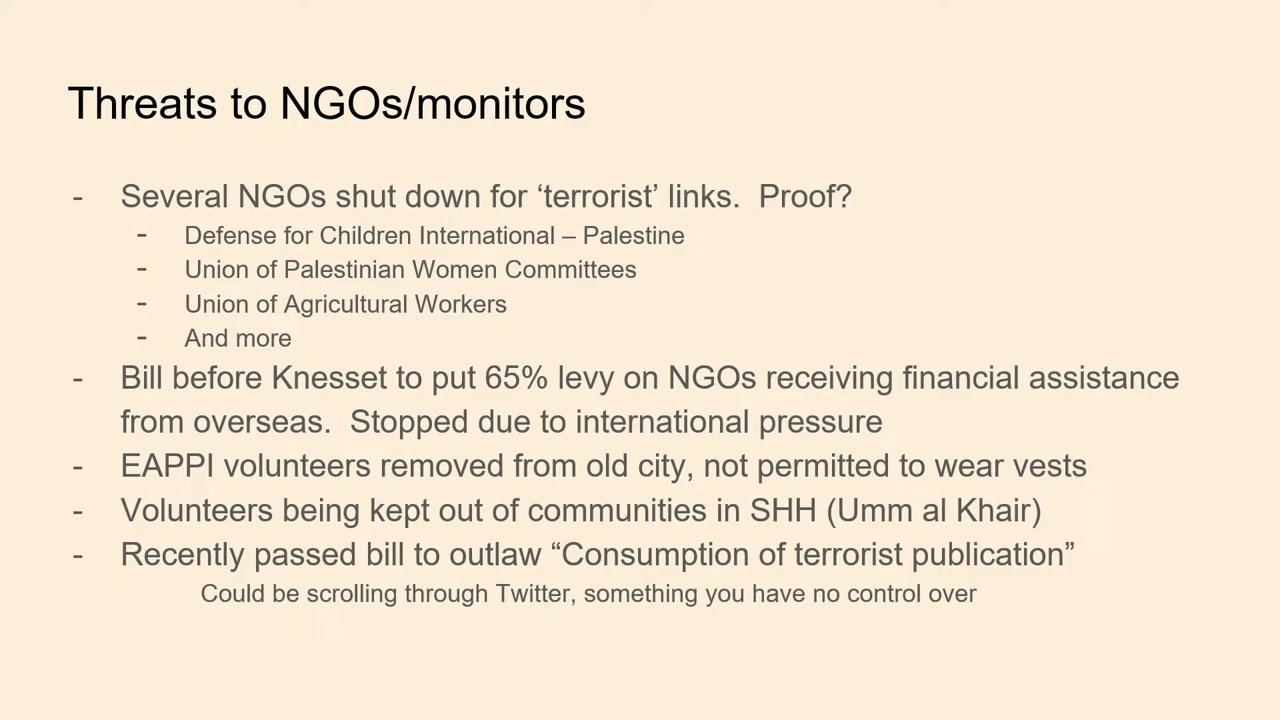 Threats to NGOs/monitors
- Several NGOs shut down for ‘terrorist’ links.  Proof?
- Defense for Children International – Palestine
- Union of Palestinian Women Committees
- Union of Agricultural Workers
- And more
- Bill before Knesset to put 65% levy on NGOs receiving financial assistance
from overseas.  Stopped due to international pressure
- EAPPI volunteers removed from old city, not permitted to wear vests
- Volunteers being kept out of communities in SHH (Umm al Khair)
- Recently passed bill to outlaw “Consumption of terrorist publication”
Could be scrolling through Twitter, something you have no control over